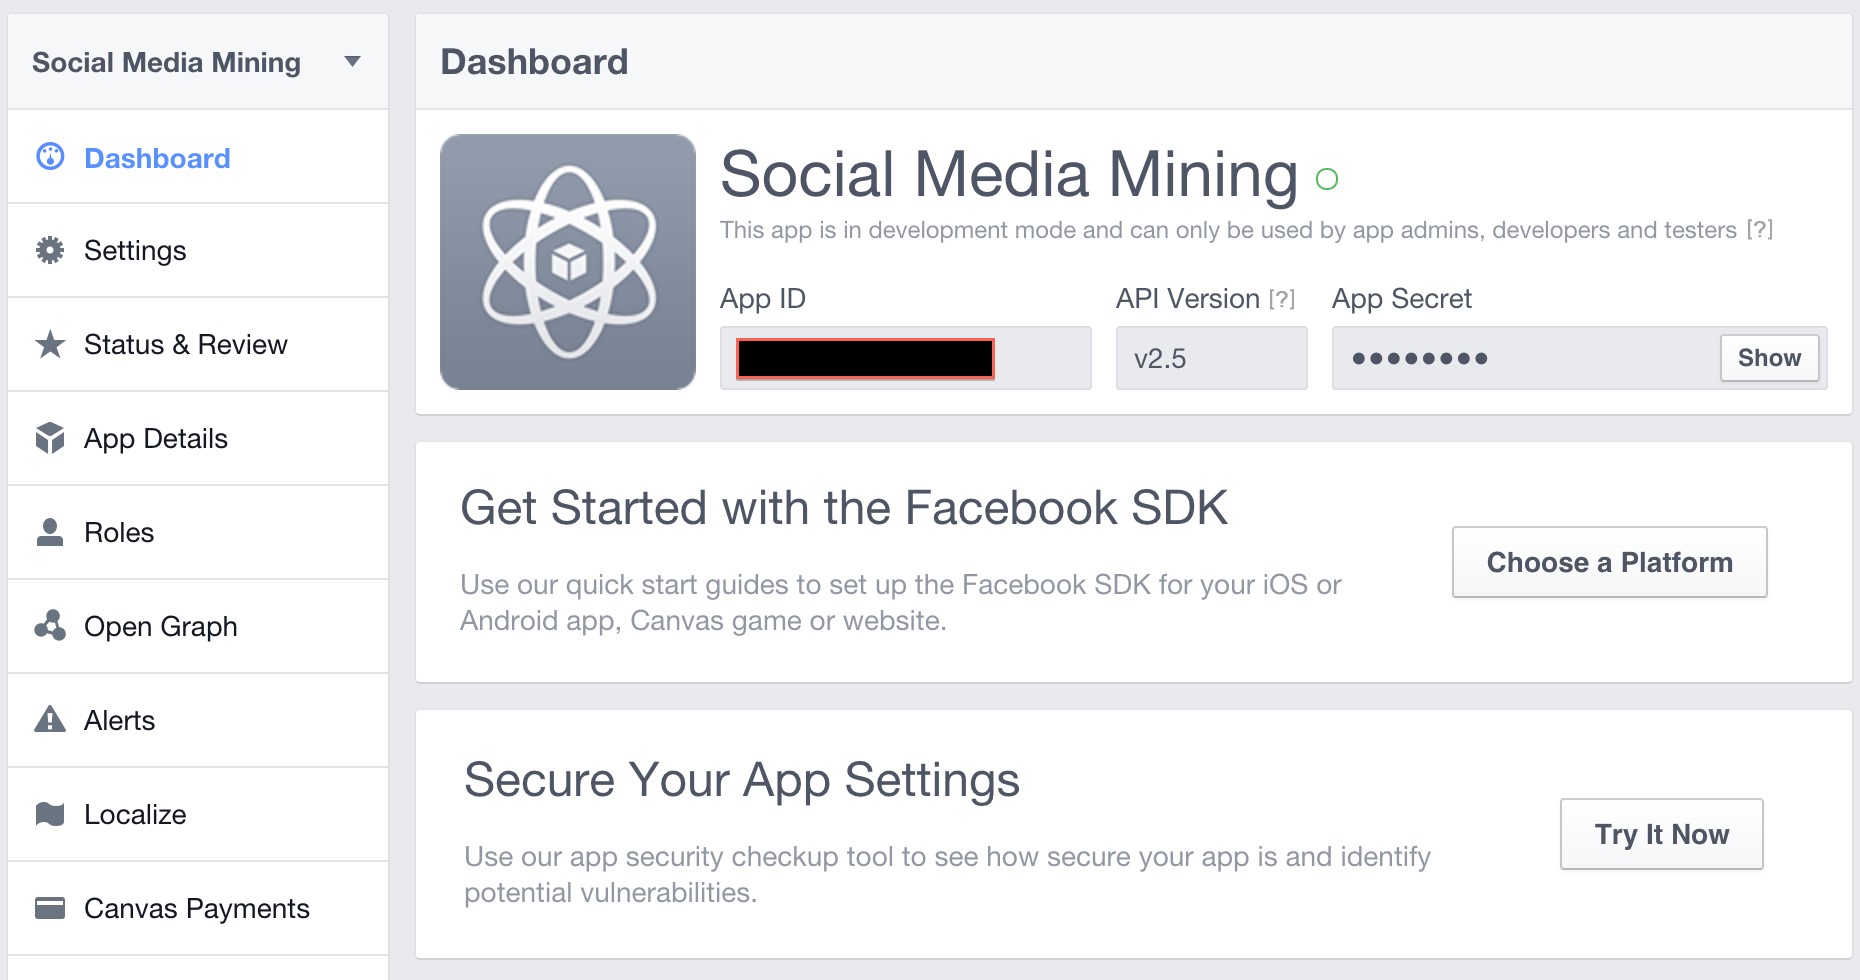 Social Media Mining
Dashboard
Settings
Status & Review
App Details
Roles
Open Graph
Alerts
Localize
Canvas Payments
Dashboard
Social Media Mining
This app is in development mode and can only be used by app admins, developers and testers [?]
App ID
API Version [?]
v2.5
App Secret
••••••••
Show
Get Started with the Facebook SDK
Use our quick start guides to set up the Facebook SDK for your iOS or
Android app, Canvas game or website.
Choose a Platform
Secure Your App Settings
Use our app security checkup tool to see how secure your app is and identify
potential vulnerabilities.
Try It Now